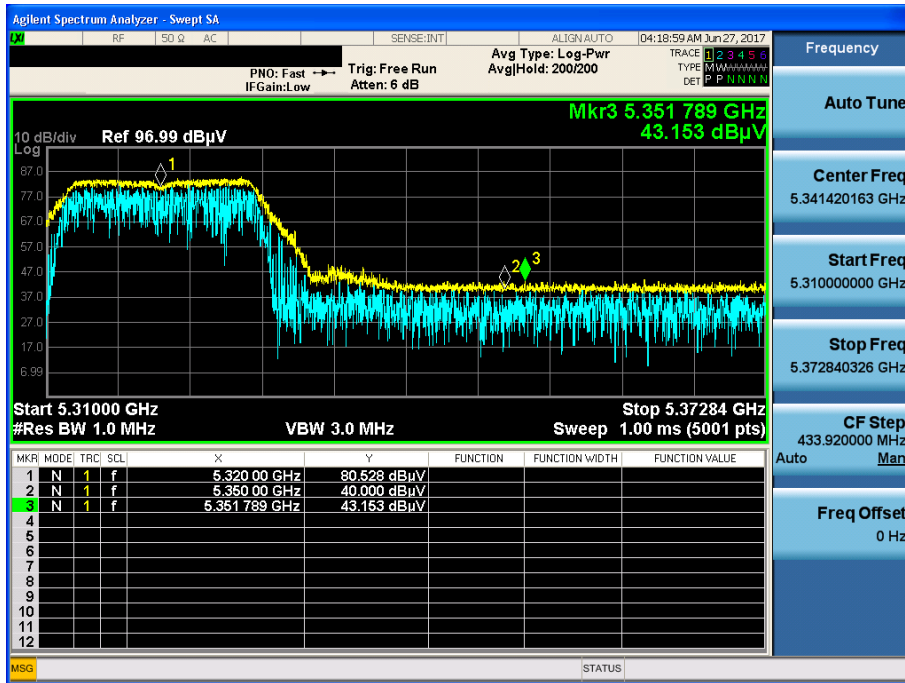 Agilent Spectrum Analyzer - Swept SA
LXI RF 50 Ω AC SENSE:INT ALIGN AUTO 04:18:59 AM Jun 27, 2017
PNO: Fast
IFGain:Low
Trig: Free Run
Atten: 6 dB
Avg Type: Log-Pwr
Avg|Hold: 200/200
TRACE 1 2 3 4 5 6
TYPE M W W W W W
DET P P N N N N
Mkr3 5.351 789 GHz
43.153 dBµV
10 dB/div Ref 96.99 dBµV
Log
87.0
77.0
67.0
57.0
47.0
37.0
27.0
17.0
6.99
1
2
3
Start 5.31000 GHz Stop 5.37284 GHz
#Res BW 1.0 MHz VBW 3.0 MHz Sweep 1.00 ms (5001 pts)
MKR MODE TRC SCL X Y FUNCTION FUNCTION WIDTH FUNCTION VALUE
1 N 1 f 5.320 00 GHz 80.528 dBµV
2 N 1 f 5.350 00 GHz 40.000 dBµV
3 N 1 f 5.351 789 GHz 43.153 dBµV
4
5
6
7
8
9
10
11
12
MSG STATUS
Frequency
Auto Tune
Center Freq
5.341420163 GHz
Start Freq
5.310000000 GHz
Stop Freq
5.372840326 GHz
CF Step
433.920000 MHz
Auto Man
Freq Offset
0 Hz